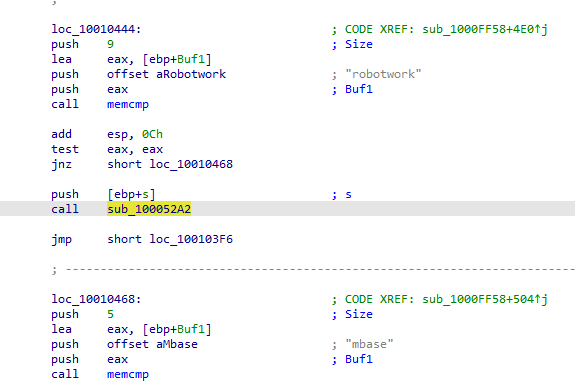 ;
loc_10010444: ; CODE XREF: sub_1000FF58+4E0↑j
push 9 ; Size
lea eax, [ebp+Buf1]
push offset aRobotwork ; "robotwork"
push eax ; Buf1
call memcmp
add esp, 0Ch
test eax, eax
jnz short loc_10010468
push [ebp+s] ; s
call sub_100052A2
jmp short loc_100103F6
; ---------------------------------------------------------------------------
loc_10010468: ; CODE XREF: sub_1000FF58+504↑j
push 5 ; Size
lea eax, [ebp+Buf1]
push offset aMbase ; "mbase"
push eax ; Buf1
call memcmp